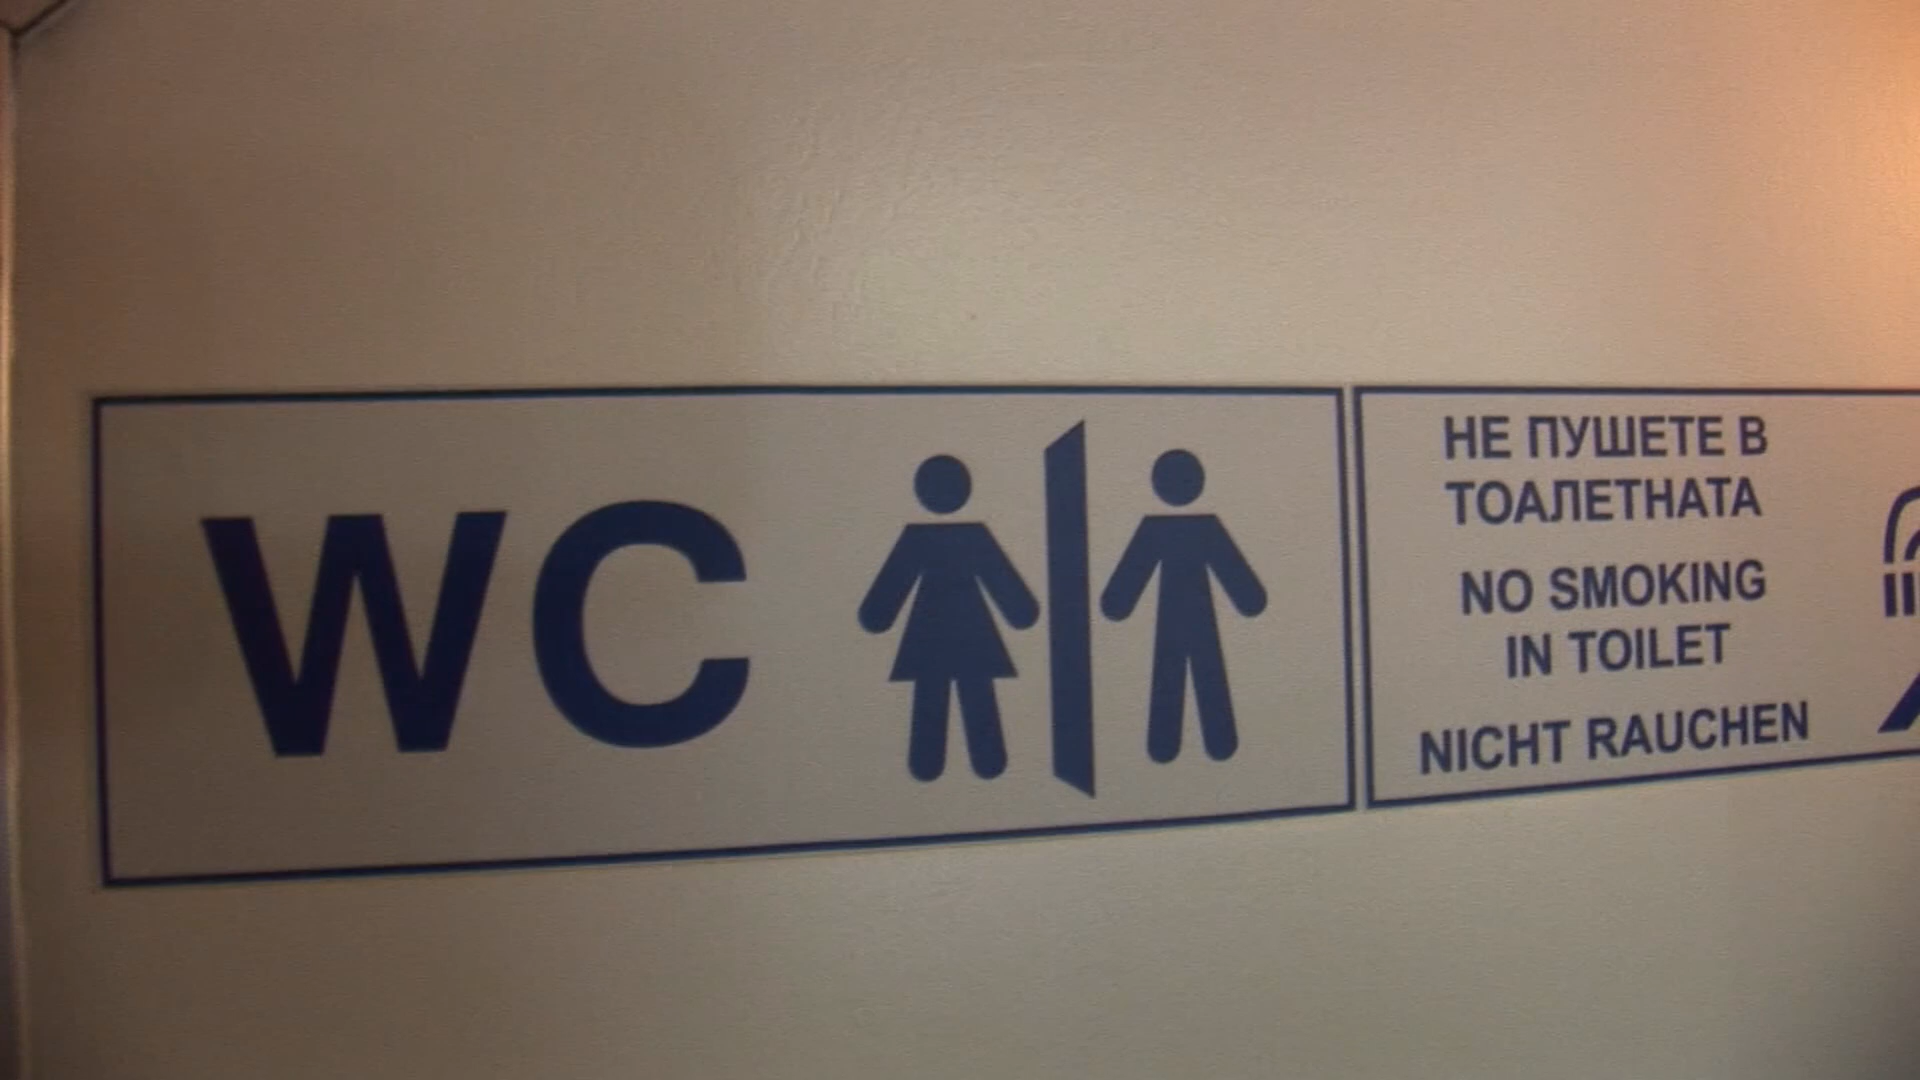 WC
НЕ ПУШЕТЕ В
ТОАЛЕТНАТА
NO SMOKING
IN TOILET
NICHT RAUCHEN